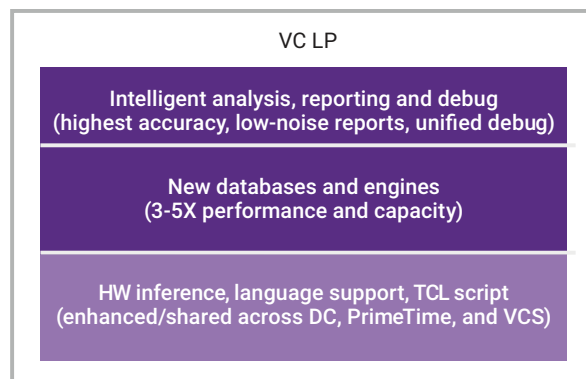 VC LP
Intelligent analysis, reporting and debug
(highest accuracy, low-noise reports, unified debug)
New databases and engines
(3-5X performance and capacity)
HW inference, language support, TCL script
(enhanced/shared across DC, PrimeTime, and VCS)